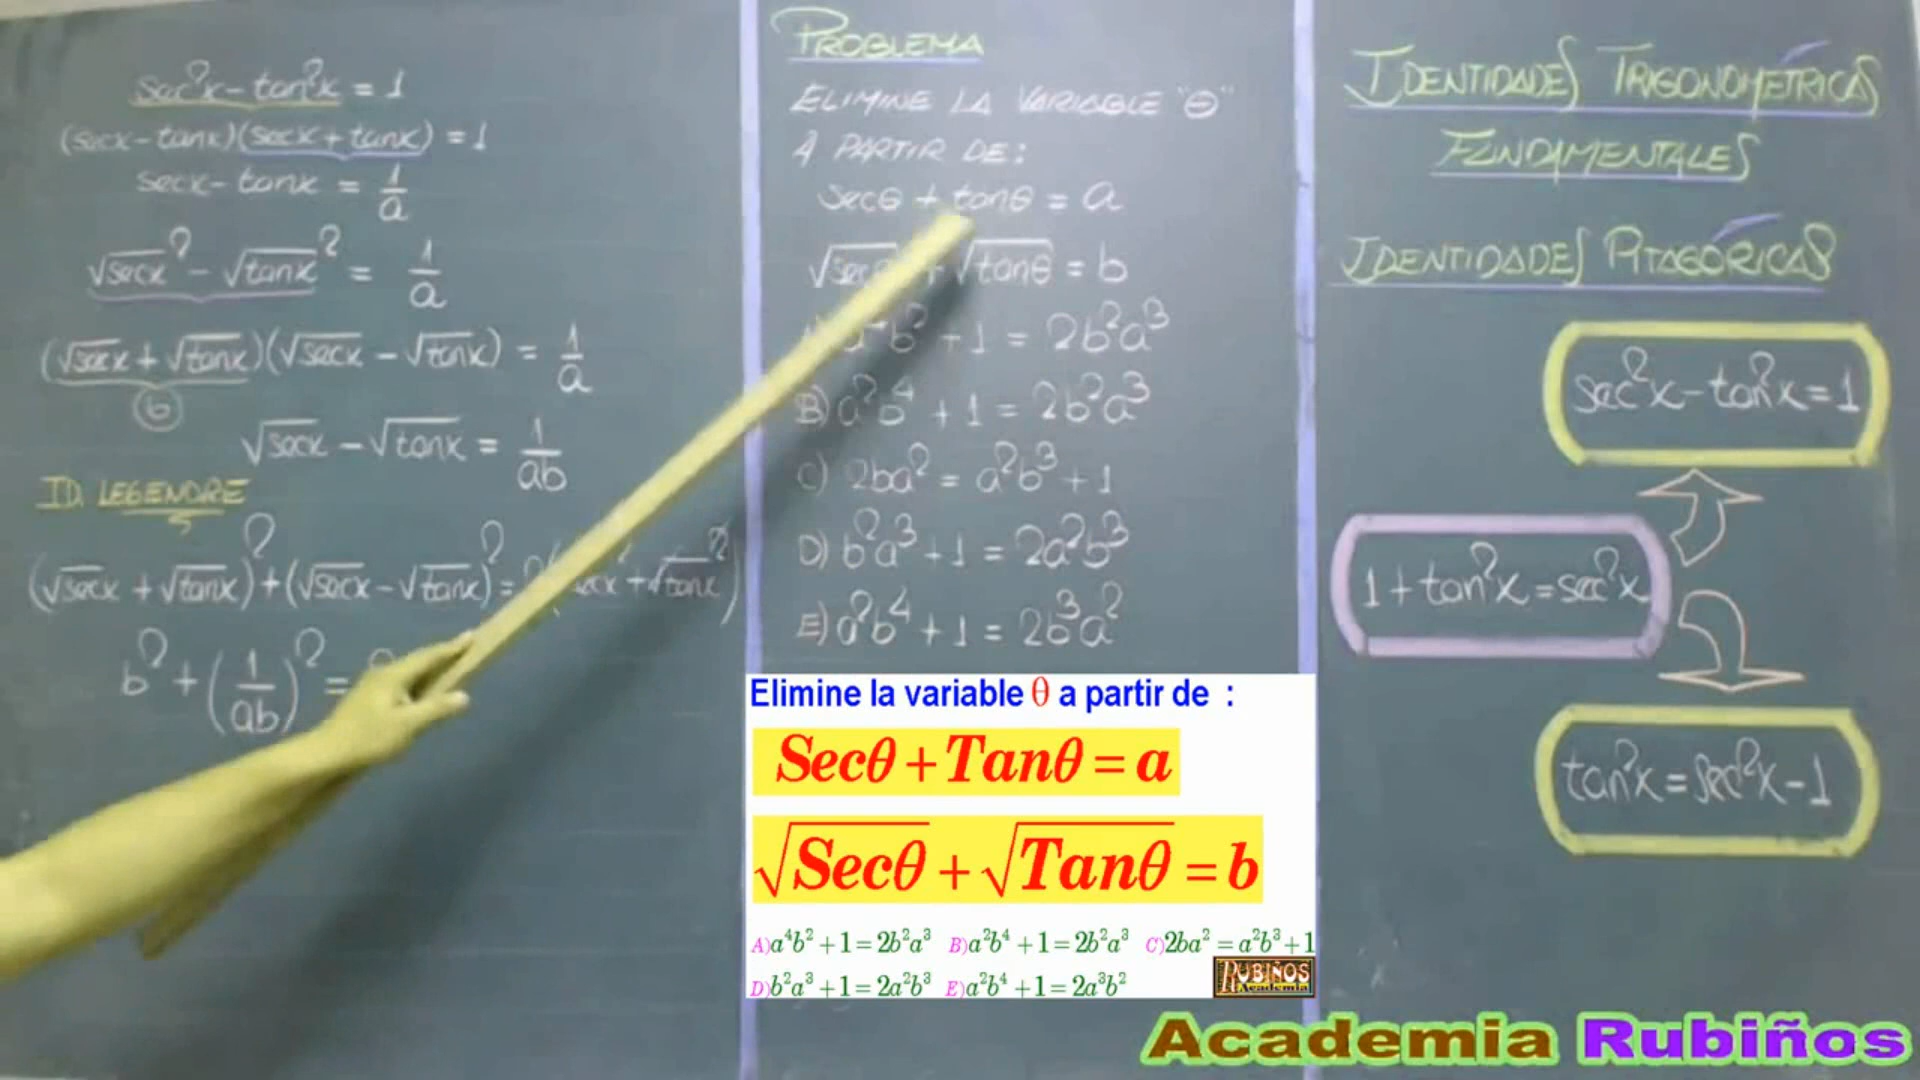 sec²x - tan²x = 1
(secx - tanx)(secx + tanx) = 1
secx - tanx = 1/a
√secx² - √tanx² = 1/a
(√secx + √tanx)(√secx - √tanx) = 1/a
b
√secx - √tanx = 1/ab
ID. LEGENDRE
(√secx + √tanx)² + (√secx - √tanx)² =
b² + (1/ab)² =
PROBLEMA
ELIMINE LA VARIABLE "θ"
A PARTIR DE:
secθ + tanθ = a
√secθ + √tanθ = b
b² + 1 = 2b²a³
B) a²b⁴ + 1 = 2b²a³
C) 2ba² = a²b³ + 1
D) b²a³ + 1 = 2a²b³
E) a²b⁴ + 1 = 2b³a²
IDENTIDADES TRIGONOMÉTRICAS
FUNDAMENTALES
IDENTIDADES PITAGÓRICAS
sec²x - tan²x = 1
1 + tan²x = sec²x
tan²x = sec²x - 1
Elimine la variable θ a partir de :
Secθ + Tanθ = a
√Secθ + √Tanθ = b
A)a⁴b² + 1 = 2b²a³ B)a²b⁴ + 1 = 2b²a³ C)2ba² = a²b³ + 1
D)b²a³ + 1 = 2a²b³ E)a²b⁴ + 1 = 2a³b²
RUBIÑOS
Academia
Academia Rubiños